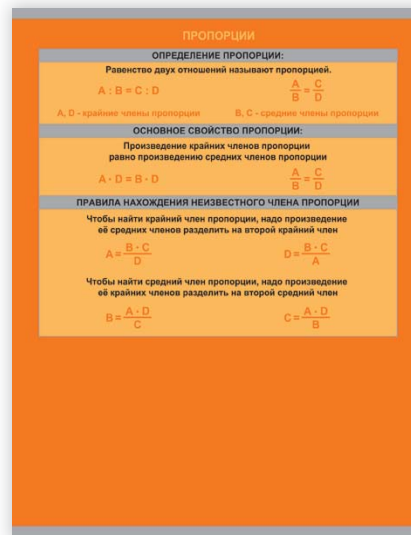 ПРОПОРЦИИ
ОПРЕДЕЛЕНИЕ ПРОПОРЦИИ:
Равенство двух отношений называют пропорцией.
A : B = C : D
A/B = C/D
A, D - крайние члены пропорции
B, C - средние члены пропорции
ОСНОВНОЕ СВОЙСТВО ПРОПОРЦИИ:
Произведение крайних членов пропорции
равно произведению средних членов пропорции
A · D = B · D
A/B = C/D
ПРАВИЛА НАХОЖДЕНИЯ НЕИЗВЕСТНОГО ЧЛЕНА ПРОПОРЦИИ
Чтобы найти крайний член пропорции, надо произведение
её средних членов разделить на второй крайний член
A = B · C/D
D = B · C/A
Чтобы найти средний член пропорции, надо произведение
её крайних членов разделить на второй средний член
B = A · D/C
C = A · D/B